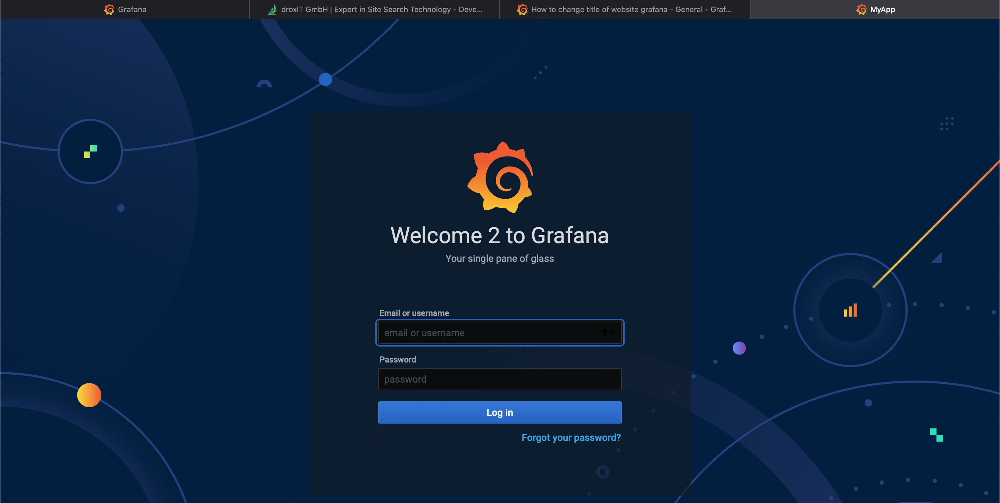 Grafana
droxIT GmbH | Expert in Site Search Technology - Deve...
How to change title of website grafana - General - Graf...
MyApp
Welcome 2 to Grafana
Your single pane of glass
Email or username
email or username
Password
password
Log in
Forgot your password?